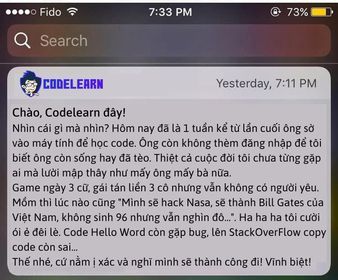 Fido 7:33 PM 73%
Search
CODELEARN Yesterday, 7:11 PM
Chào, Codelearn đây!
Nhìn cái gì mà nhìn? Hôm nay đã là 1 tuần kể từ lần cuối ông sờ
vào máy tính để học code. Ông còn không thèm đăng nhập để tôi
biết ông còn sống hay đã tèo. Thiệt cả cuộc đời tôi chưa từng gặp
ai mà lười mập thây như mấy ông mấy bà nữa.
Game ngày 3 cữ, gái tán liền 3 cô nhưng vẫn không có người yêu.
Mồm thì lúc nào cũng "Mình sẽ hack Nasa, sẽ thành Bill Gates của
Việt Nam, không sinh 96 nhưng vẫn nghìn đô...". Ha ha ha tôi cười
ói ẻ đêi lè. Code Hello Word còn gặp bug, lên StackOverFlow copy
code còn sai...
Thế nhé, cứ nằm ị xác và nghĩ mình sẽ thành công đi! Vĩnh biệt!